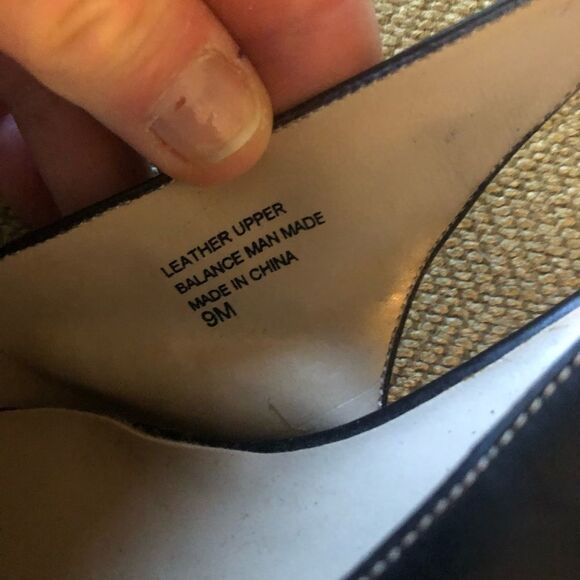 LEATHER UPPER
BALANCE MAN MADE
MADE IN CHINA
9M